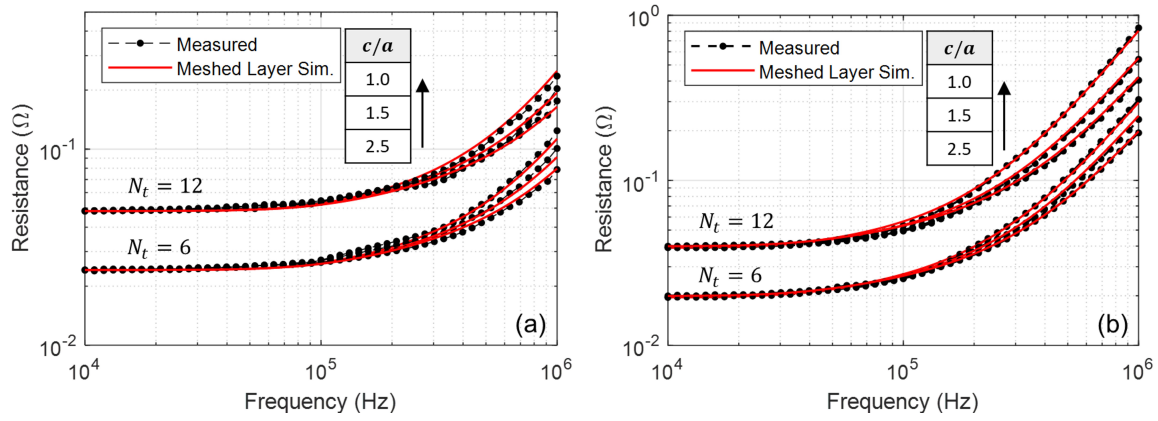 Measured
Meshed Layer Sim.
c/a
1.0
1.5
2.5
N_t = 12
N_t = 6
(a)
10^-1
10^-2
Resistance (Ω)
10^4
10^5
10^6
Frequency (Hz)
Measured
Meshed Layer Sim.
c/a
1.0
1.5
2.5
N_t = 12
N_t = 6
(b)
10^0
10^-1
10^-2
Resistance (Ω)
10^4
10^5
10^6
Frequency (Hz)